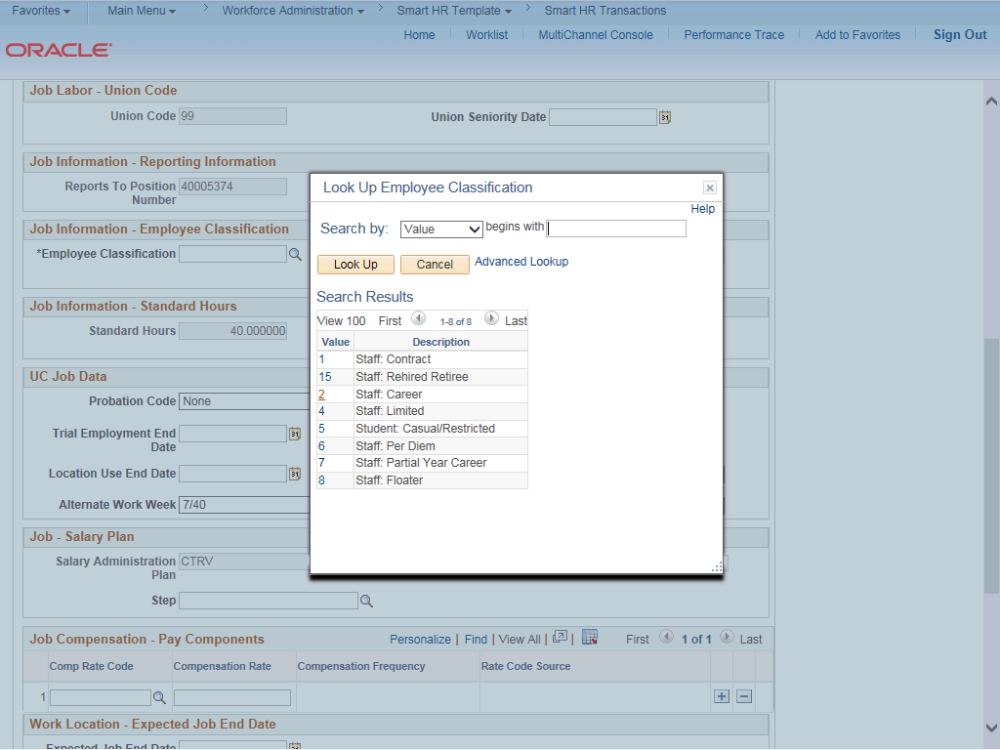 Favorites Main Menu > Workforce Administration > Smart HR Template > Smart HR Transactions
Home Worklist MultiChannel Console Performance Trace Add to Favorites Sign Out
ORACLE
Job Labor - Union Code
Union Code 99 Union Seniority Date
Job Information - Reporting Information
Reports To Position Number 40005374
Job Information - Employee Classification
*Employee Classification
Job Information - Standard Hours
Standard Hours 40.000000
UC Job Data
Probation Code None
Trial Employment End Date
Location Use End Date
Alternate Work Week 7/40
Job - Salary Plan
Salary Administration Plan CTRV
Step
Job Compensation - Pay Components Personalize | Find | View All | | First 1 of 1 Last
Comp Rate Code Compensation Rate Compensation Frequency Rate Code Source
1
Work Location - Expected Job End Date
Expected Job End Date
Look Up Employee Classification
Help
Search by: Value begins with
Look Up Cancel Advanced Lookup
Search Results
View 100 First 1-8 of 8 Last
Value Description
1 Staff: Contract
15 Staff: Rehired Retiree
2 Staff: Career
4 Staff: Limited
5 Student: Casual/Restricted
6 Staff: Per Diem
7 Staff: Partial Year Career
8 Staff: Floater